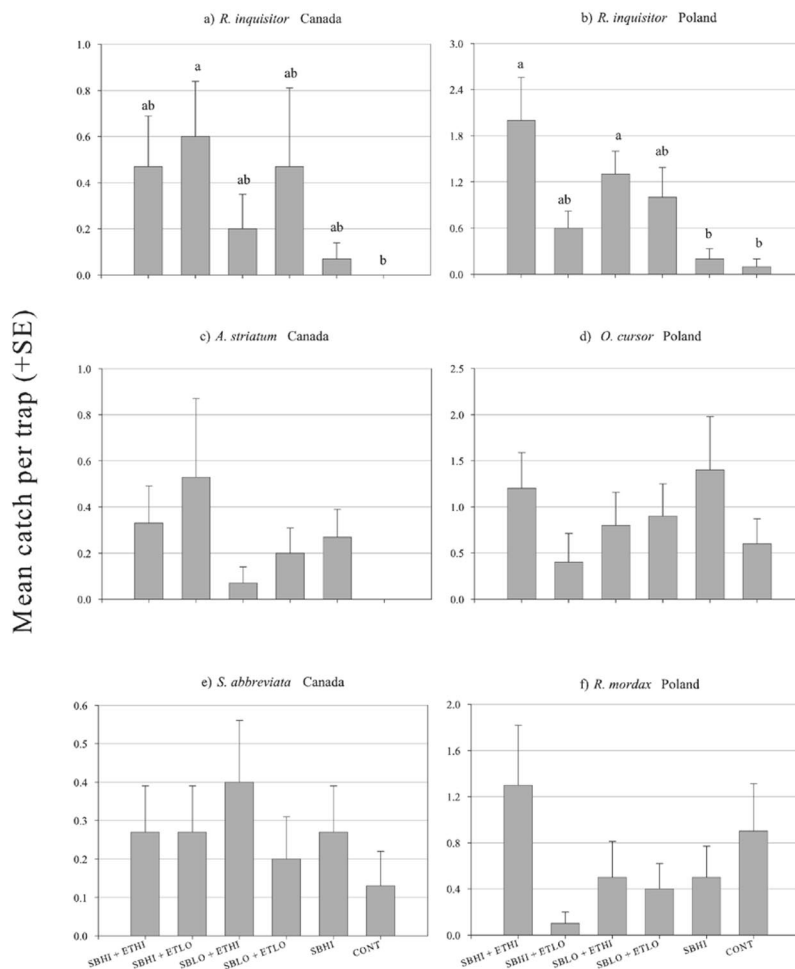 a) R. inquisitor Canada
1.0
0.8
0.6
0.4
0.2
0.0
ab
a
ab
ab
ab
b
b) R. inquisitor Poland
3.0
2.4
1.8
1.2
0.6
0.0
a
ab
a
ab
b
b
Mean catch per trap (+SE)
c) A. striatum Canada
1.0
0.8
0.6
0.4
0.2
0.0
d) O. cursor Poland
2.5
2.0
1.5
1.0
0.5
0.0
e) S. abbreviata Canada
0.6
0.5
0.4
0.3
0.2
0.1
0.0
SBHI + ETHI
SBHI + ETLO
SBLO + ETHI
SBLO + ETLO
SBHI
CONT
f) R. mordax Poland
2.0
1.6
1.2
0.8
0.4
0.0
SBHI + ETHI
SBHI + ETLO
SBLO + ETHI
SBLO + ETLO
SBHI
CONT